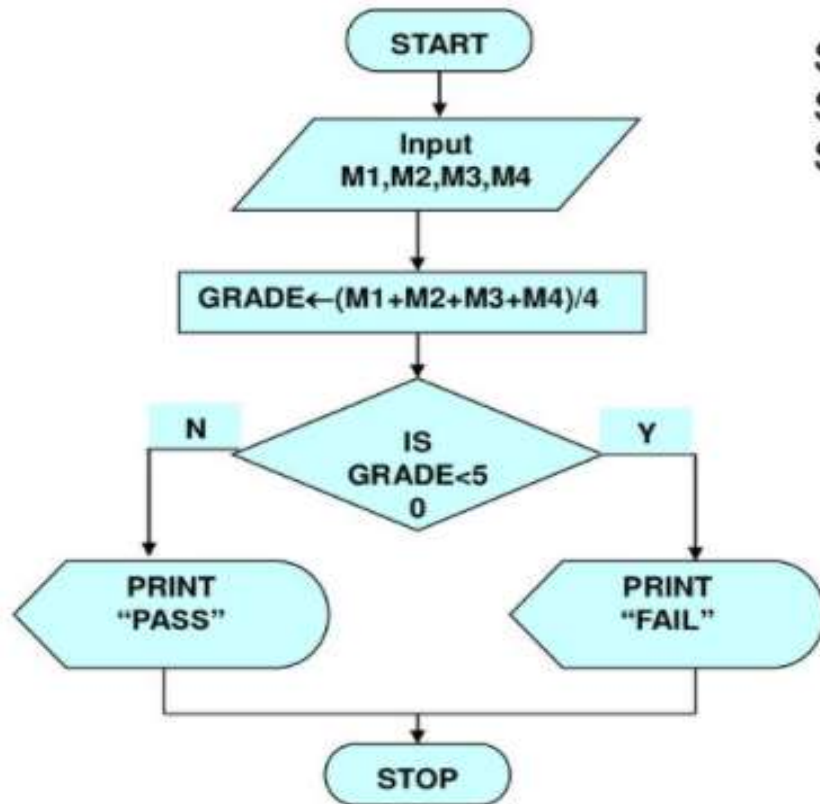 START
Input
M1,M2,M3,M4
GRADE←(M1+M2+M3+M4)/4
N
Y
IS
GRADE<5
0
PRINT
“PASS”
PRINT
“FAIL”
STOP